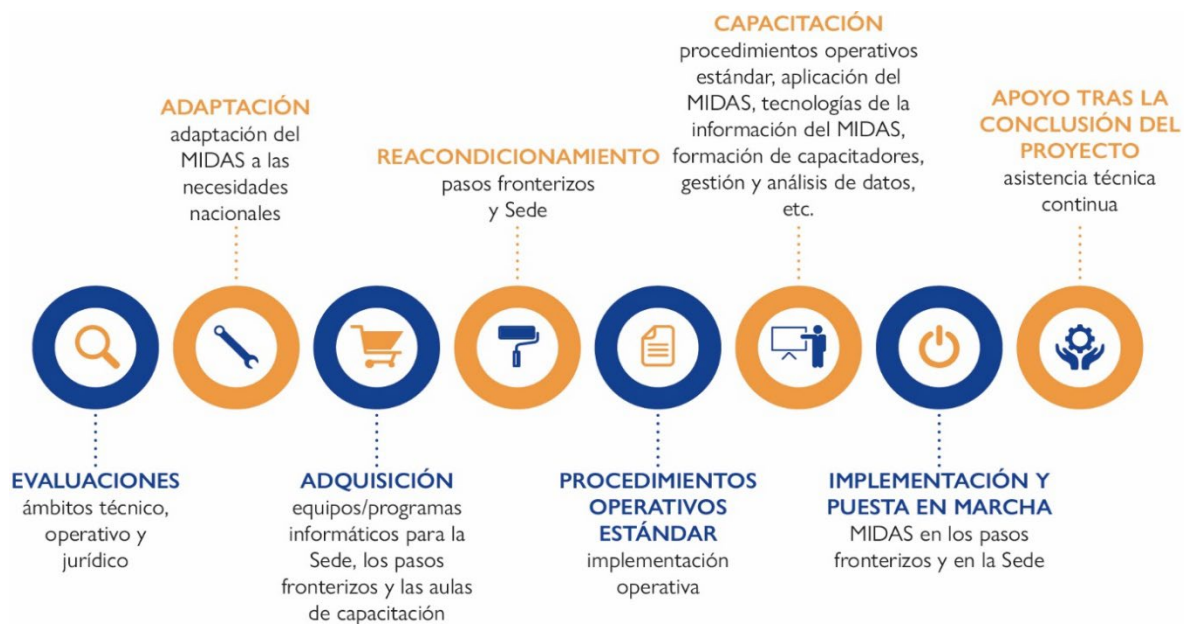 EVALUACIONES
ámbitos técnico,
operativo y
jurídico
ADAPTACIÓN
adaptación del
MIDAS a las
necesidades
nacionales
ADQUISICIÓN
equipos/programas
informáticos para la
Sede, los pasos
fronterizos y las aulas
de capacitación
REACONDICIONAMIENTO
pasos fronterizos
y Sede
PROCEDIMIENTOS
OPERATIVOS
ESTÁNDAR
implementación
operativa
CAPACITACIÓN
procedimientos operativos
estándar, aplicación del
MIDAS, tecnologías de la
información del MIDAS,
formación de capacitadores,
gestión y análisis de datos,
etc.
IMPLEMENTACIÓN Y
PUESTA EN MARCHA
MIDAS en los pasos
fronterizos y en la Sede
APOYO TRAS LA
CONCLUSIÓN DEL
PROYECTO
asistencia técnica
continua